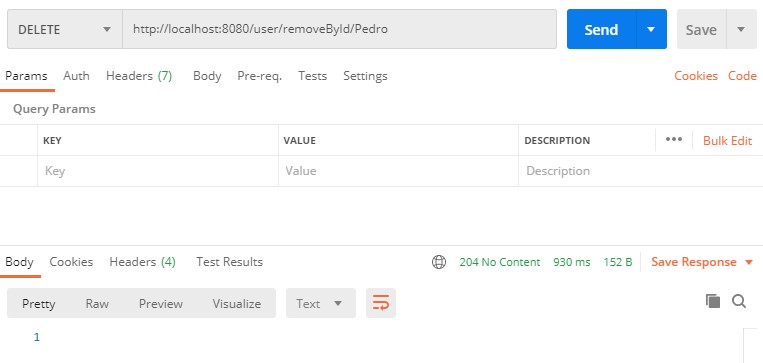 DELETE http://localhost:8080/user/removeById/Pedro Send Save
Params Auth Headers (7) Body Pre-req. Tests Settings Cookies Code
Query Params
KEY VALUE DESCRIPTION ••• Bulk Edit
Key Value Description
Body Cookies Headers (4) Test Results 204 No Content 930 ms 152 B Save Response
Pretty Raw Preview Visualize Text
1